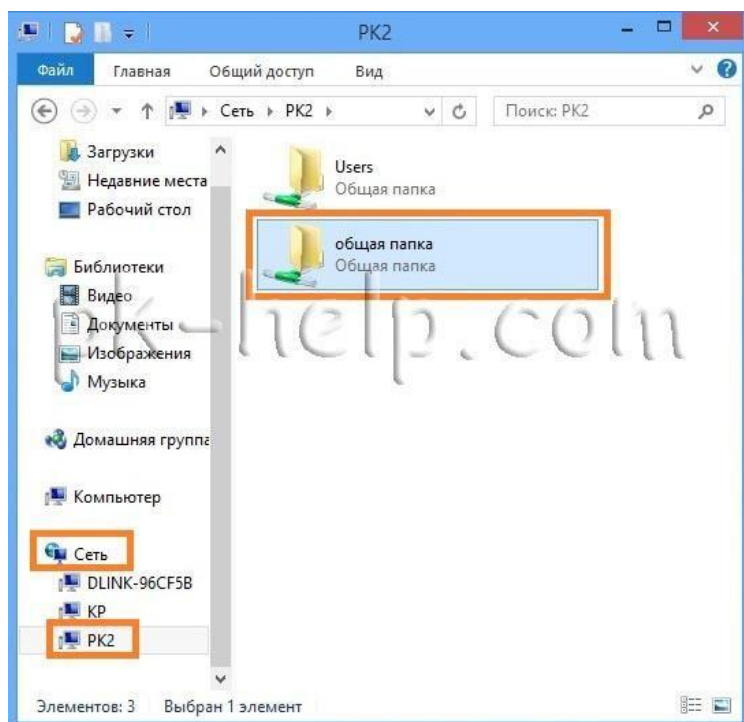 PK2
Файл Главная Общий доступ Вид
Сеть PK2 Поиск: PK2
Загрузки
Недавние места
Рабочий стол
Библиотеки
Видео
Документы
Изображения
Музыка
Домашняя группа
Компьютер
Сеть
DLINK-96CF5B
KP
PK2
Users
Общая папка
общая папка
Общая папка
pk-help.com
Элементов: 3 Выбран 1 элемент